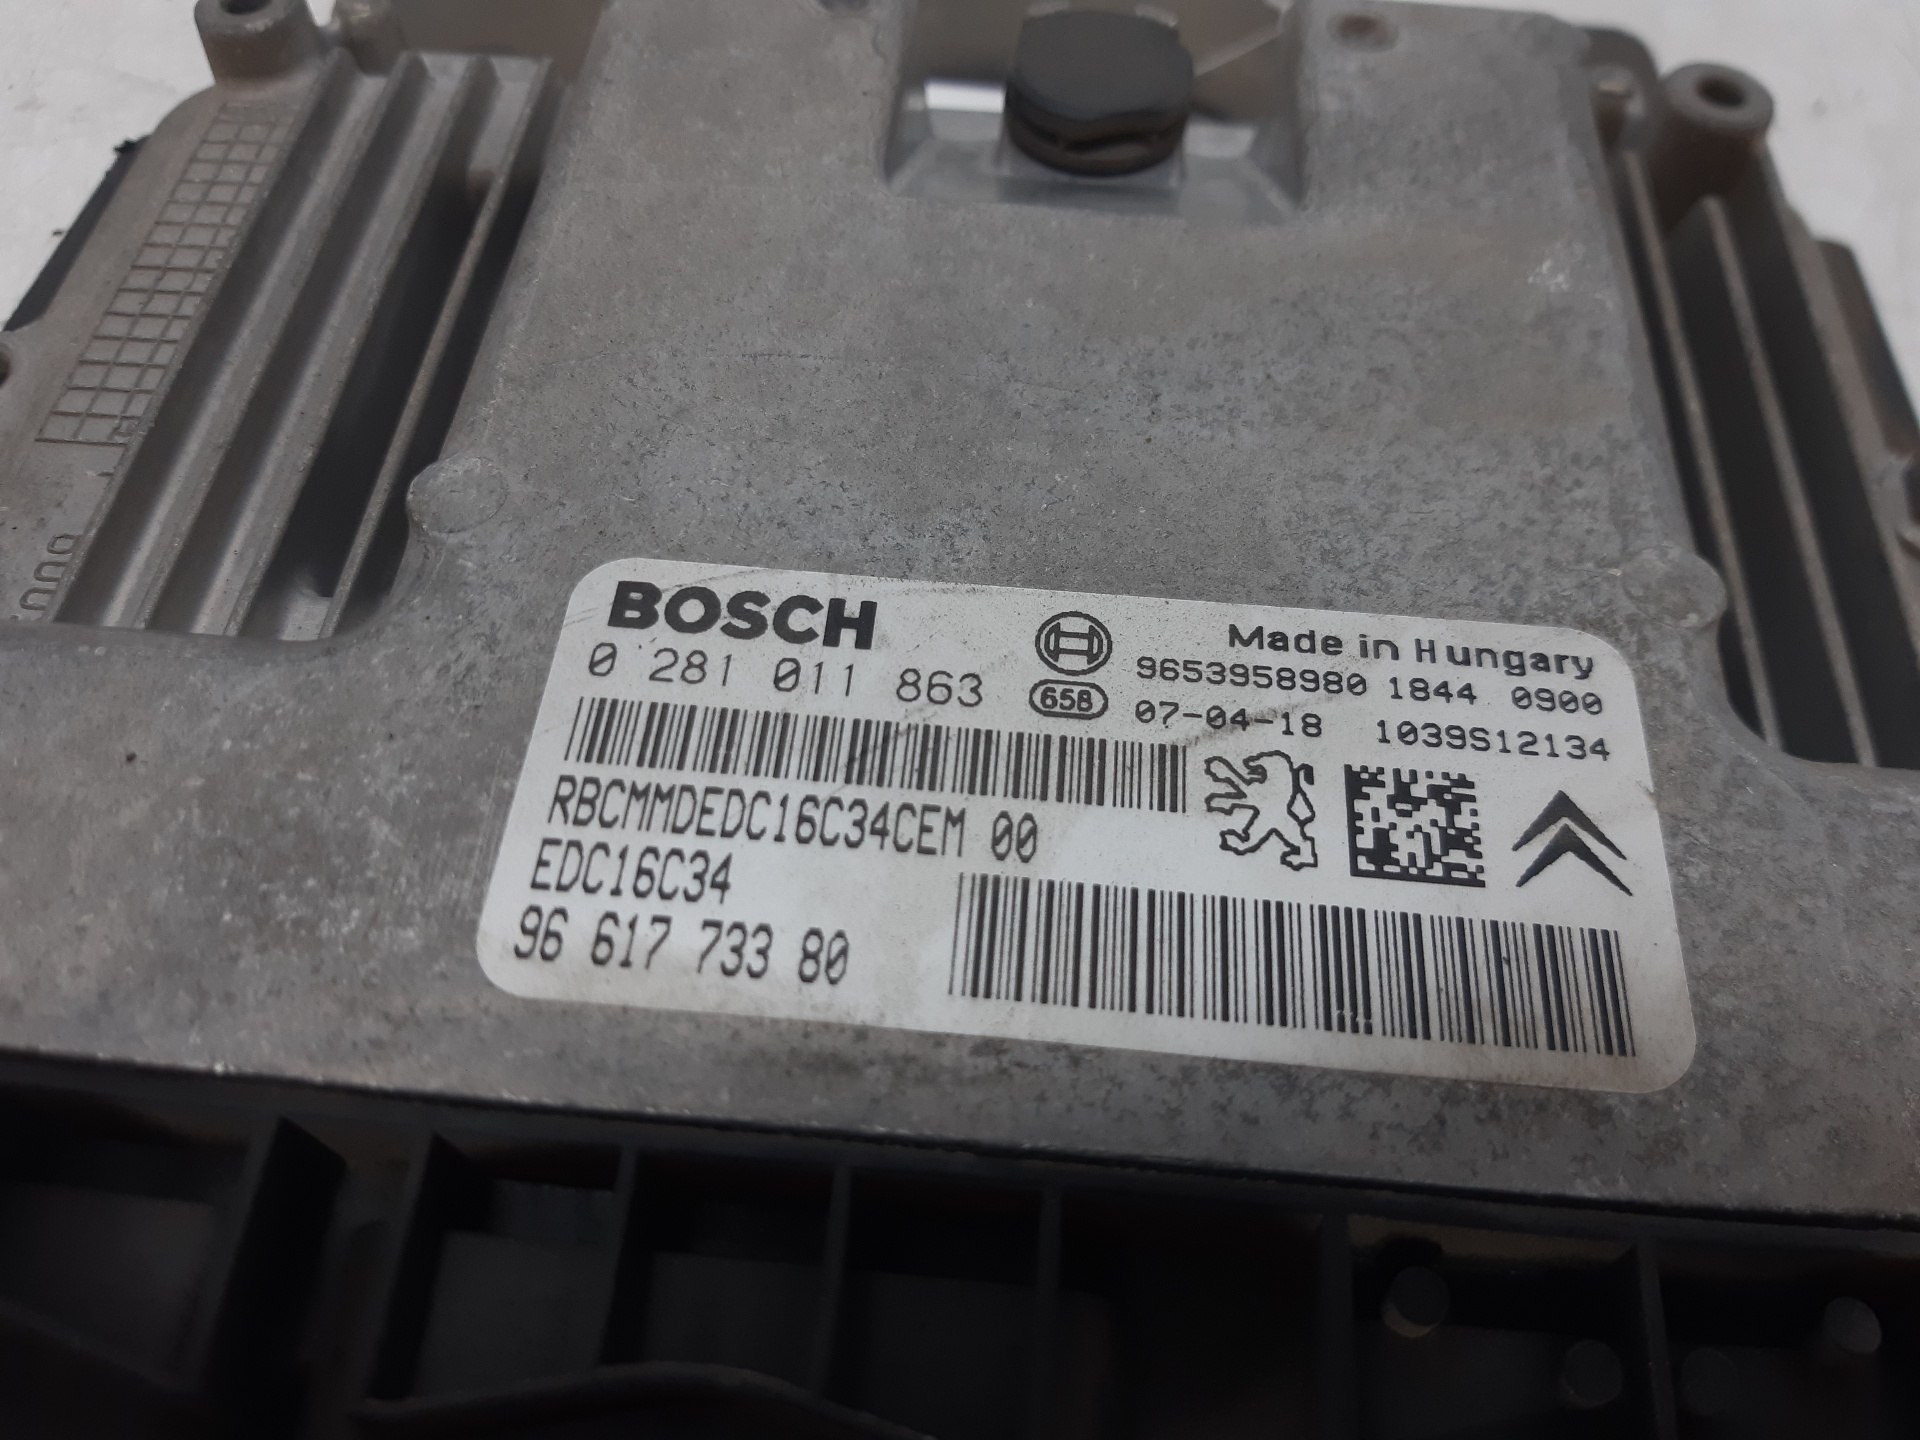 BOSCH
0 281 011 863
658
Made in Hungary
9653958980 1844 0900
07-04-18 1039S12134
RBCMMDEDC16C34CEM 00
EDC16C34
96 617 733 80